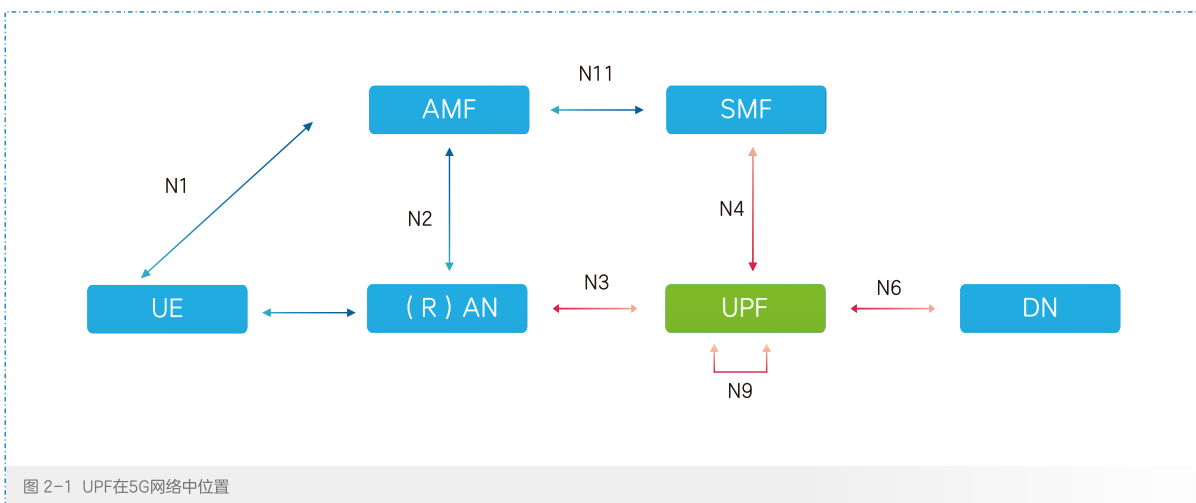 N11
AMF
SMF
N1
N2
N4
N3
N6
UE
(R) AN
UPF
DN
N9
图 2-1 UPF在5G网络中位置